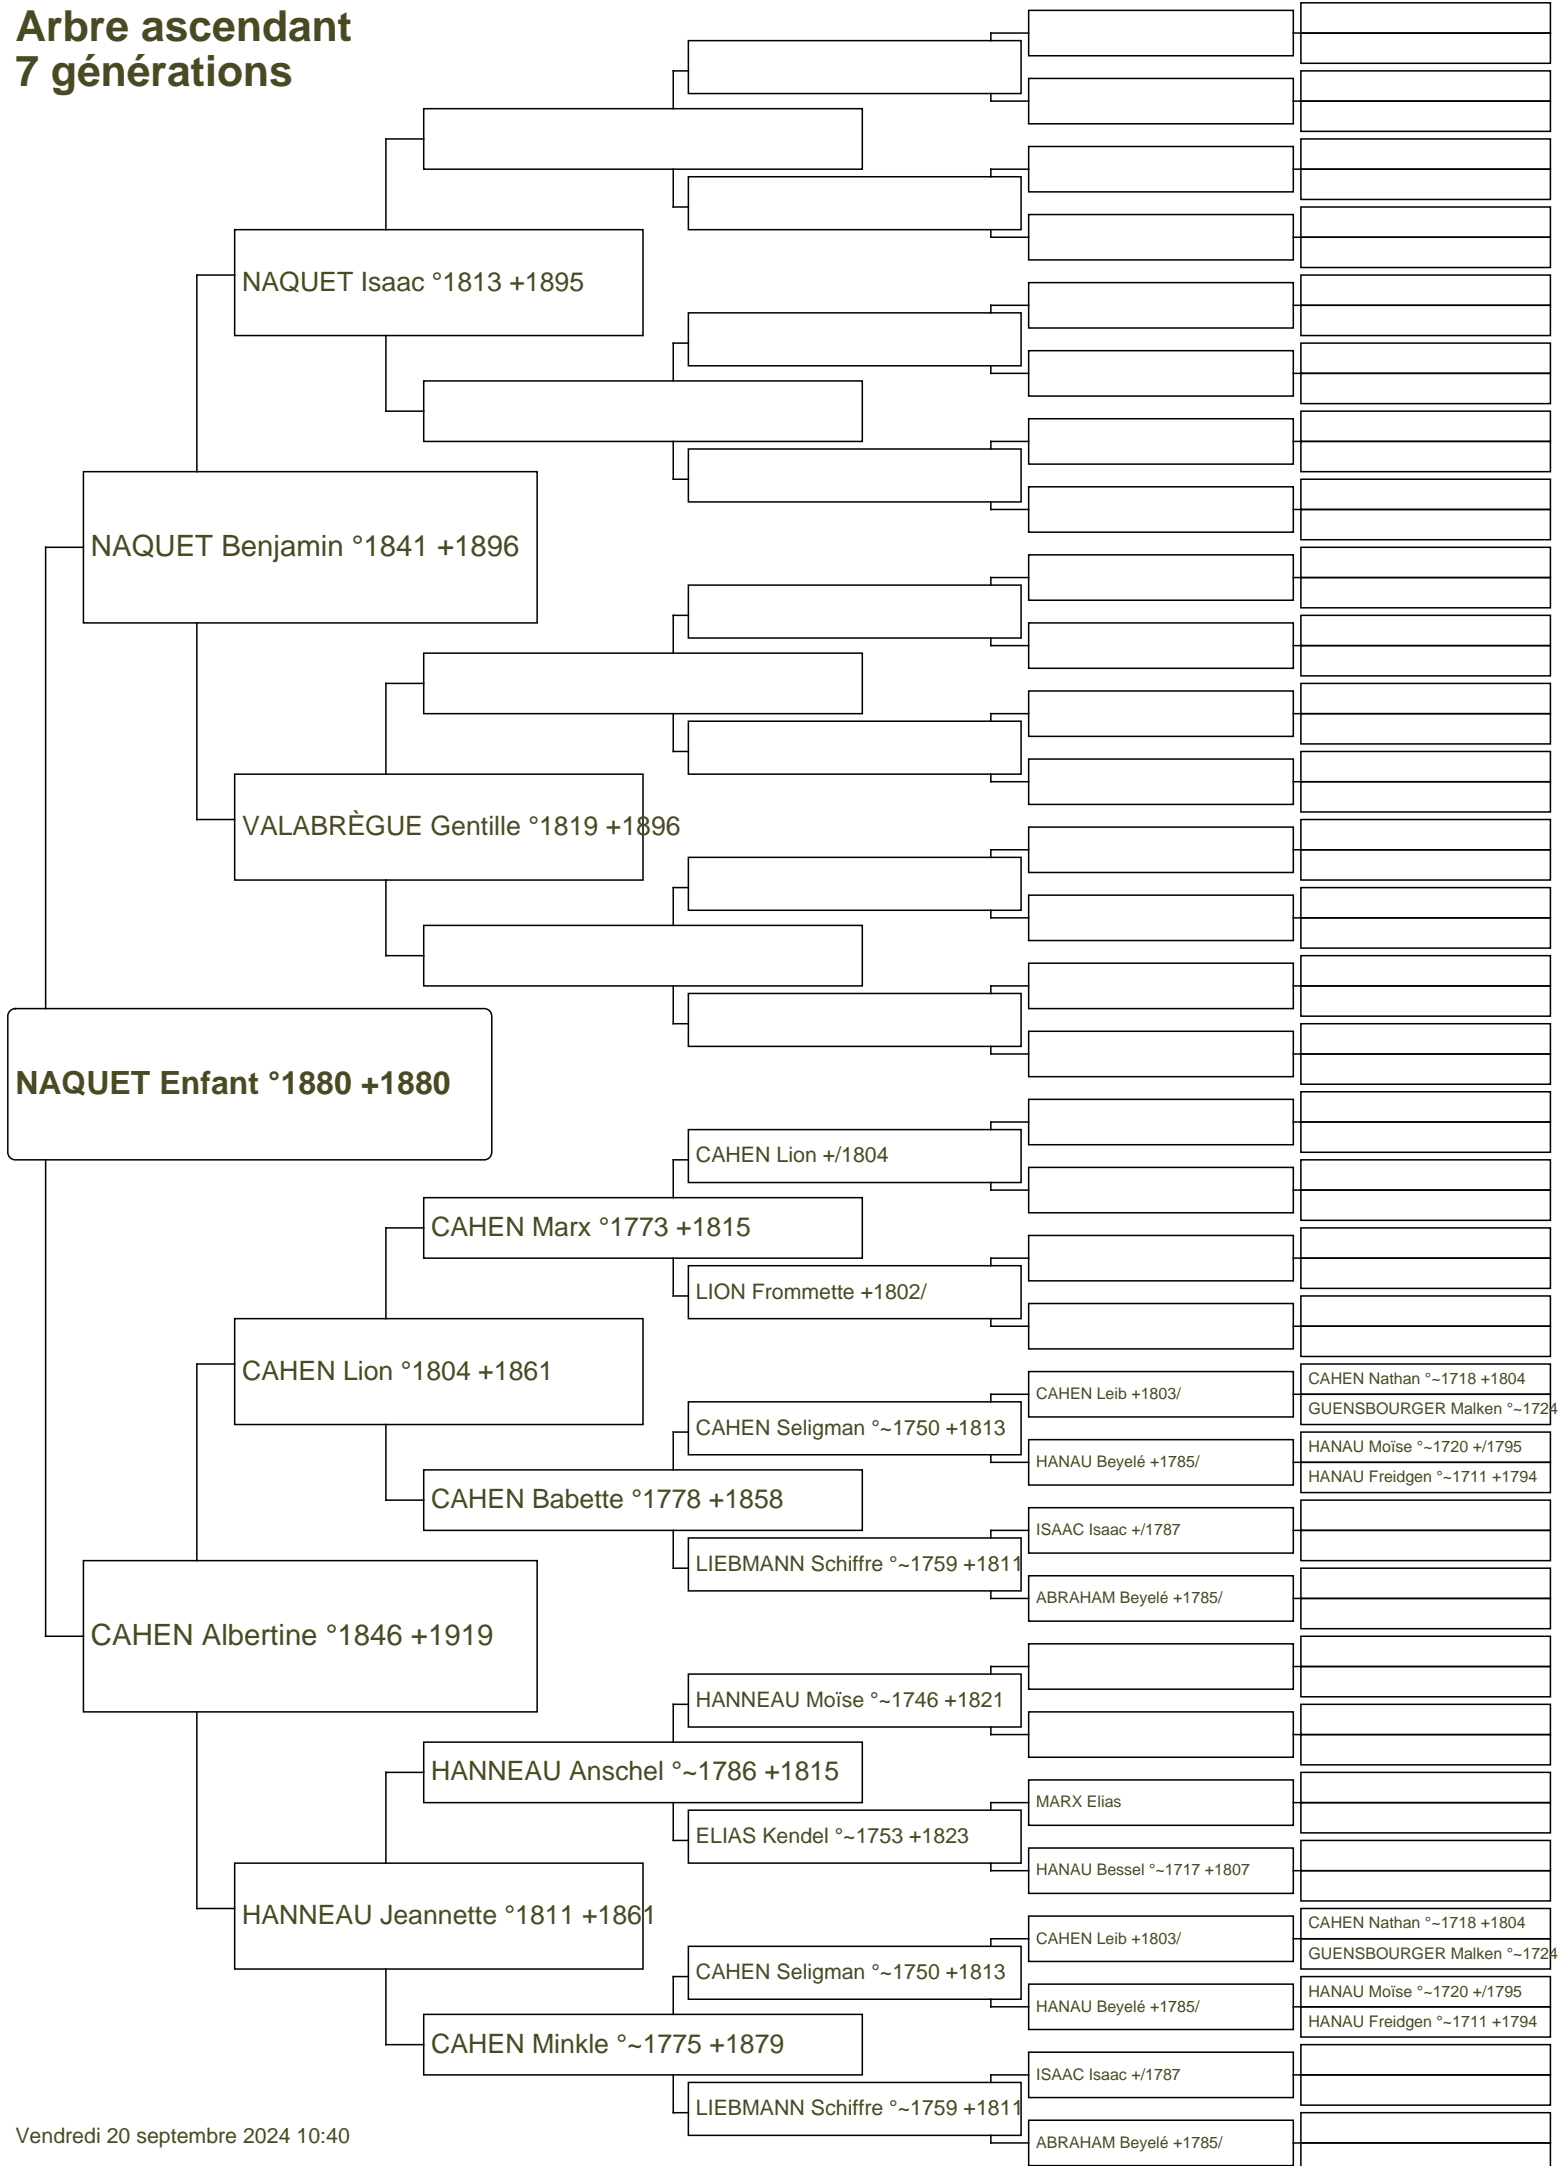 Arbre ascendant
7 générations
NAQUET Isaac °1813 +1895
NAQUET Benjamin °1841 +1896
VALABRÈGUE Gentille °1819 +1896
NAQUET Enfant °1880 +1880
CAHEN Lion +/1804
CAHEN Marx °1773 +1815
LION Frommette +1802/
CAHEN Lion °1804 +1861
CAHEN Nathan °~1718 +1804
CAHEN Leib +1803/
GUENSBOURGER Malken °~1724
CAHEN Seligman °~1750 +1813
HANAU Moïse °~1720 +/1795
HANAU Beyelé +1785/
HANAU Freidgen °~1711 +1794
CAHEN Babette °1778 +1858
ISAAC Isaac +/1787
LIEBMANN Schiffre °~1759 +1811
ABRAHAM Beyelé +1785/
CAHEN Albertine °1846 +1919
HANNEAU Moïse °~1746 +1821
HANNEAU Anschel °~1786 +1815
MARX Elias
ELIAS Kendel °~1753 +1823
HANAU Bessel °~1717 +1807
HANNEAU Jeannette °1811 +1861
CAHEN Nathan °~1718 +1804
CAHEN Leib +1803/
GUENSBOURGER Malken °~1724
CAHEN Seligman °~1750 +1813
HANAU Moïse °~1720 +/1795
HANAU Beyelé +1785/
HANAU Freidgen °~1711 +1794
CAHEN Minkle °~1775 +1879
ISAAC Isaac +/1787
LIEBMANN Schiffre °~1759 +1811
ABRAHAM Beyelé +1785/
Vendredi 20 septembre 2024 10:40